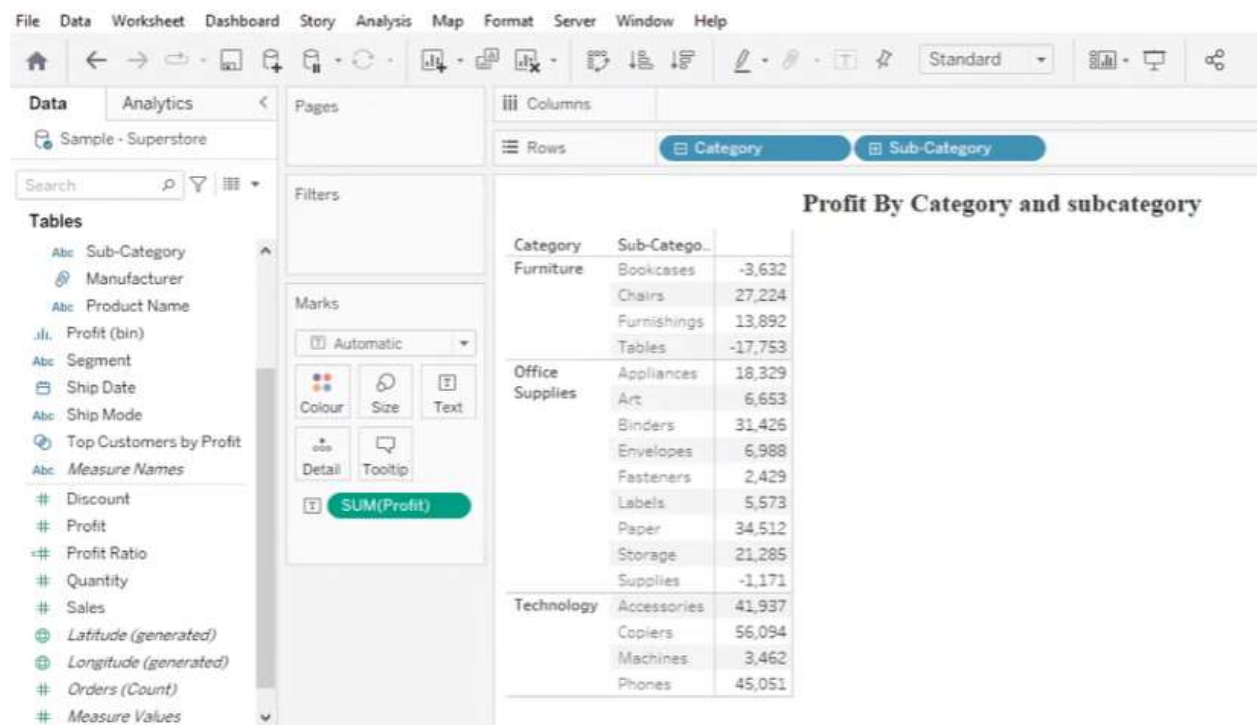 File Data Worksheet Dashboard Story Analysis Map Format Server Window Help
Standard
Data Analytics
Sample - Superstore
Search
Tables
Abc Sub-Category
Manufacturer
Abc Product Name
Profit (bin)
Abc Segment
Ship Date
Abc Ship Mode
Top Customers by Profit
Abc Measure Names
# Discount
# Profit
=# Profit Ratio
# Quantity
# Sales
Latitude (generated)
Longitude (generated)
# Orders (Count)
# Measure Values
Pages
Filters
Marks
T Automatic
Colour Size T Text
Detail Tooltip
T SUM(Profit)
iii Columns
Rows Category Sub-Category
Profit By Category and subcategory
Category Sub-Catego..
Furniture Bookcases -3,632
Chairs 27,224
Furnishings 13,892
Tables -17,753
Office Appliances 18,329
Supplies Art 6,653
Binders 31,426
Envelopes 6,988
Fasteners 2,429
Labels 5,573
Paper 34,512
Storage 21,285
Supplies -1,171
Technology Accessories 41,937
Copiers 56,094
Machines 3,462
Phones 45,051